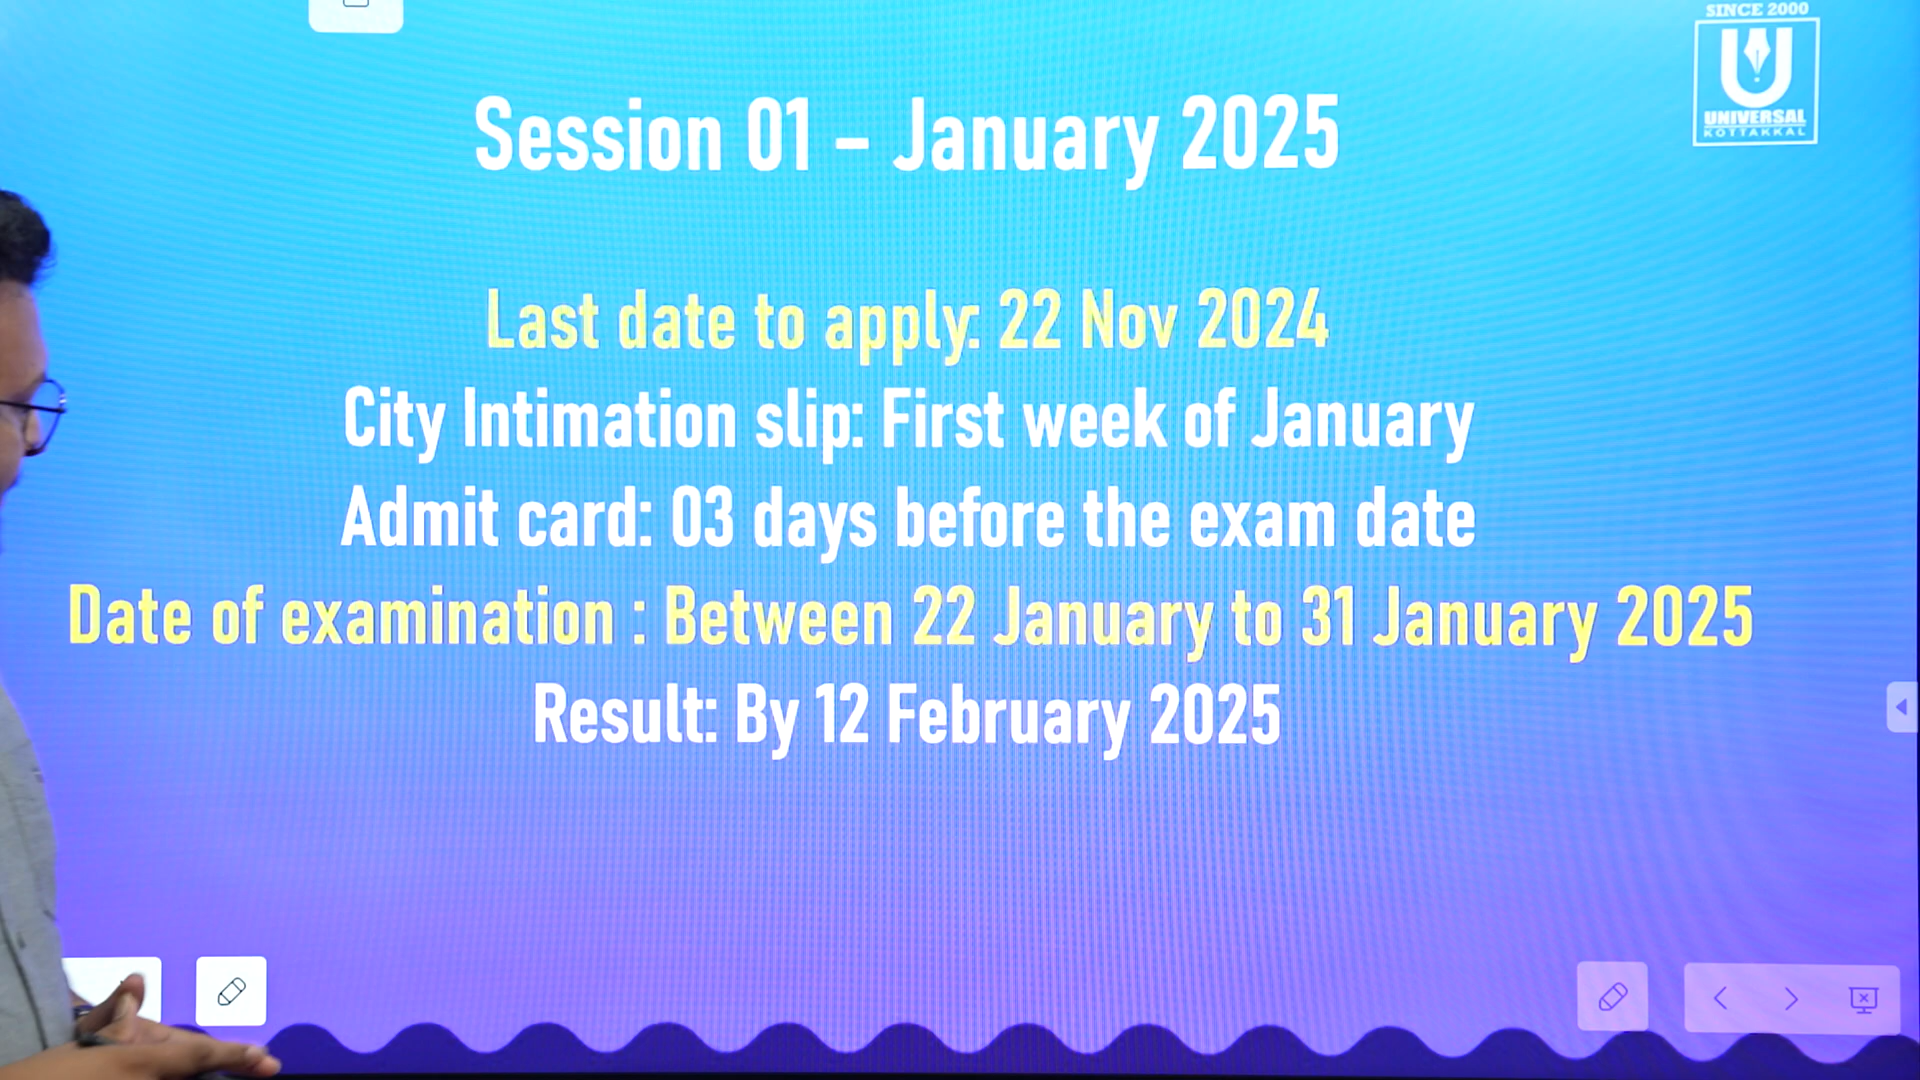 SINCE 2000
UNIVERSAL
KOTTAKKAL
Session 01 - January 2025
Last date to apply: 22 Nov 2024
City Intimation slip: First week of January
Admit card: 03 days before the exam date
Date of examination : Between 22 January to 31 January 2025
Result: By 12 February 2025